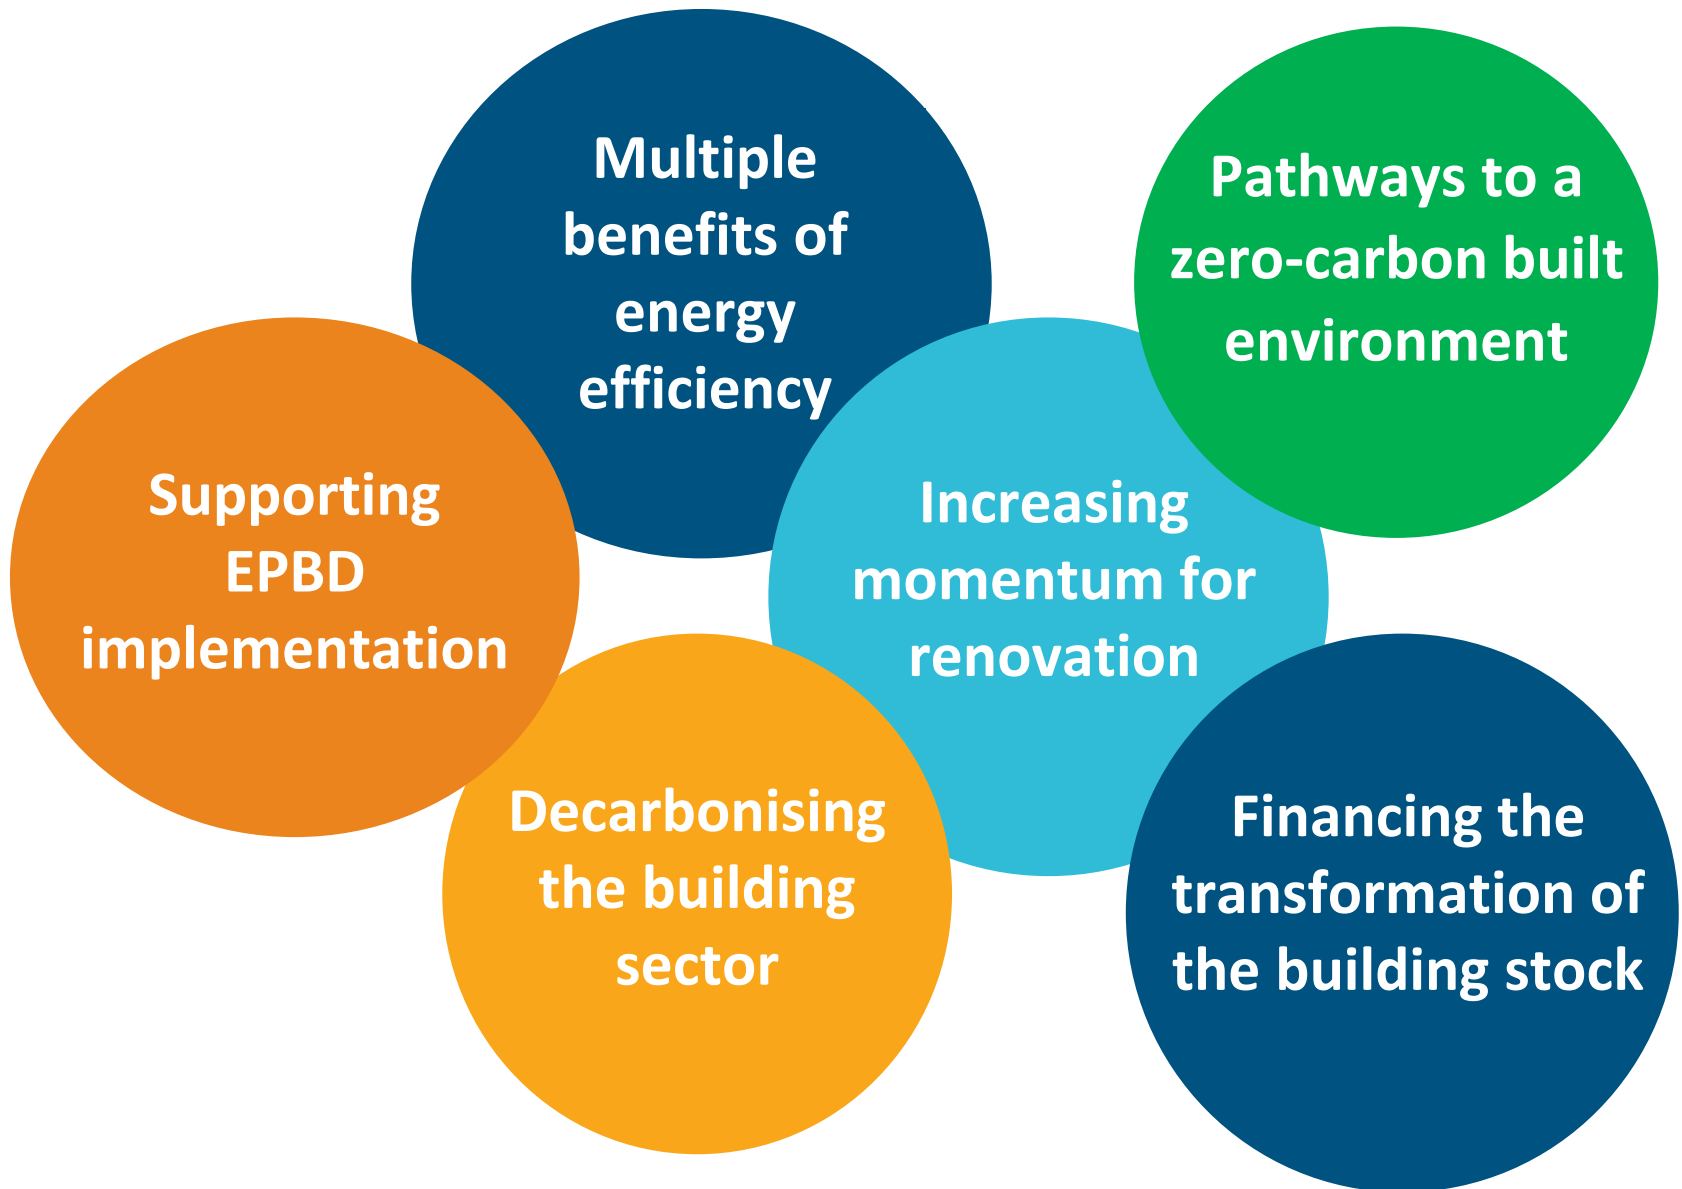 Multiple
benefits of
energy
efficiency
Pathways to a
zero-carbon built
environment
Supporting
EPBD
implementation
Increasing
momentum for
renovation
Decarbonising
the building
sector
Financing the
transformation of
the building stock